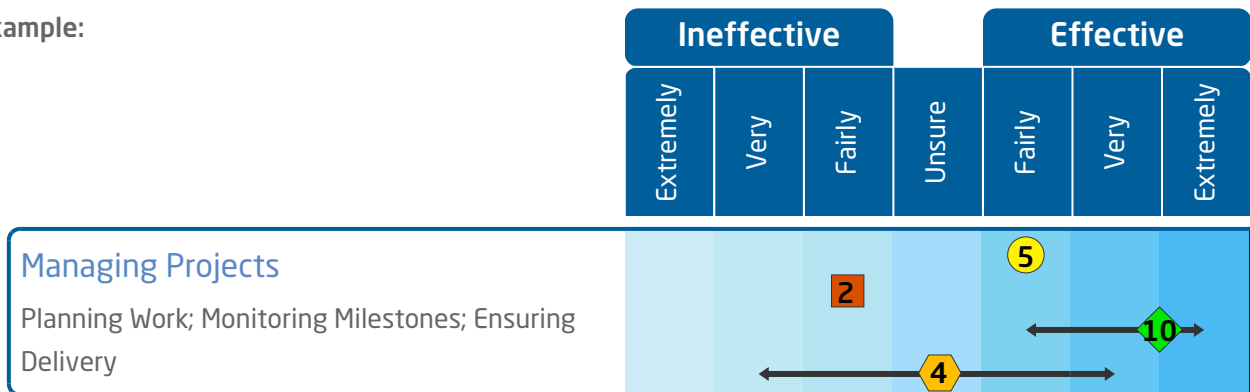 xample:
Ineffective
Effective
Extremely
Very
Fairly
Unsure
Fairly
Very
Extremely
Managing Projects
Planning Work; Monitoring Milestones; Ensuring
Delivery
5
2
10
4